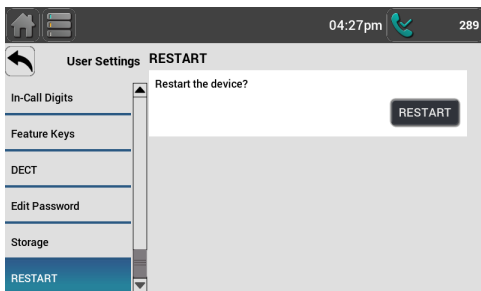 04:27pm 289
User Settings RESTART
Restart the device?
RESTART
In-Call Digits
Feature Keys
DECT
Edit Password
Storage
RESTART